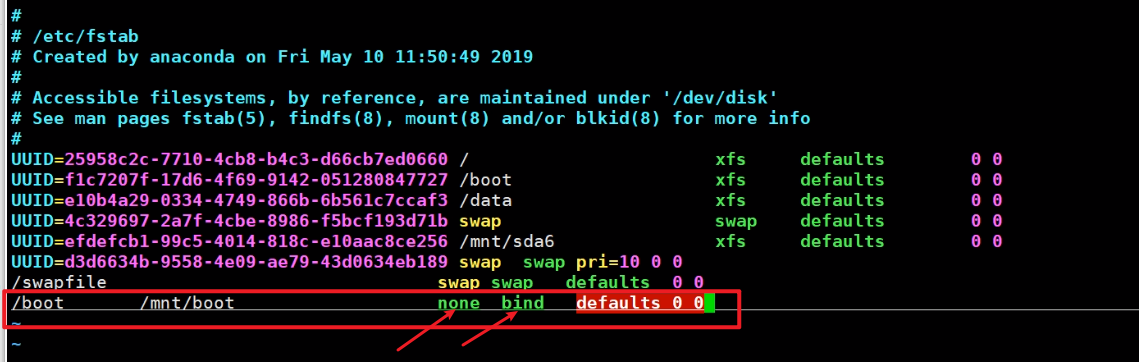 #
# /etc/fstab
# Created by anaconda on Fri May 10 11:50:49 2019
#
# Accessible filesystems, by reference, are maintained under '/dev/disk'
# See man pages fstab(5), findfs(8), mount(8) and/or blkid(8) for more info
#
UUID=25958c2c-7710-4cb8-b4c3-d66cb7ed0660 / xfs defaults 0 0
UUID=f1c7207f-17d6-4f69-9142-051280847727 /boot xfs defaults 0 0
UUID=e10b4a29-0334-4749-866b-6b561c7ccaf3 /data xfs defaults 0 0
UUID=4c329697-2a7f-4cbe-8986-f5bcf193d71b swap swap defaults 0 0
UUID=efdefcb1-99c5-4014-818c-e10aac8ce256 /mnt/sda6 xfs defaults 0 0
UUID=d3d6634b-9558-4e09-ae79-43d0634eb189 swap swap pri=10 0 0
/swapfile swap swap defaults 0 0
/boot /mnt/boot none bind defaults 0 0
~
~